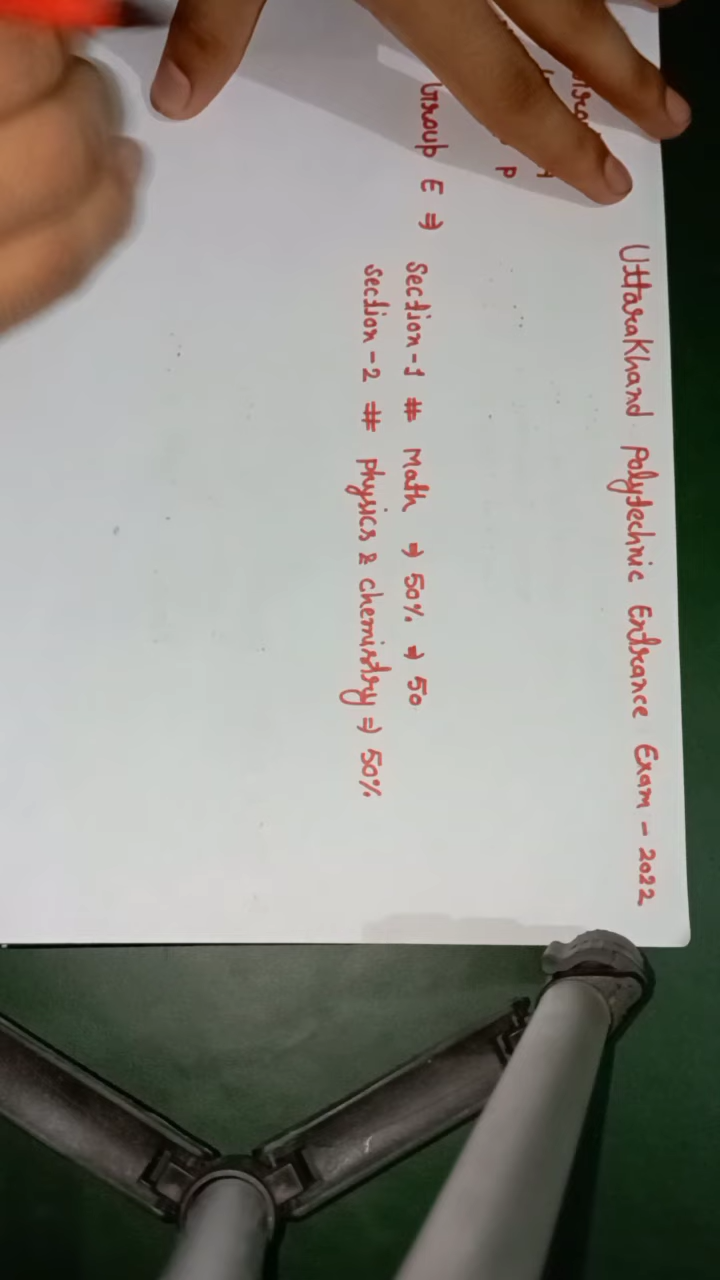 Uttarakhand Polytechnic Entrance Exam - 2022
P
Group E ⇒ Section-1 # Math → 50% → 50
Section-2 # Physics & Chemistry ⇒ 50%